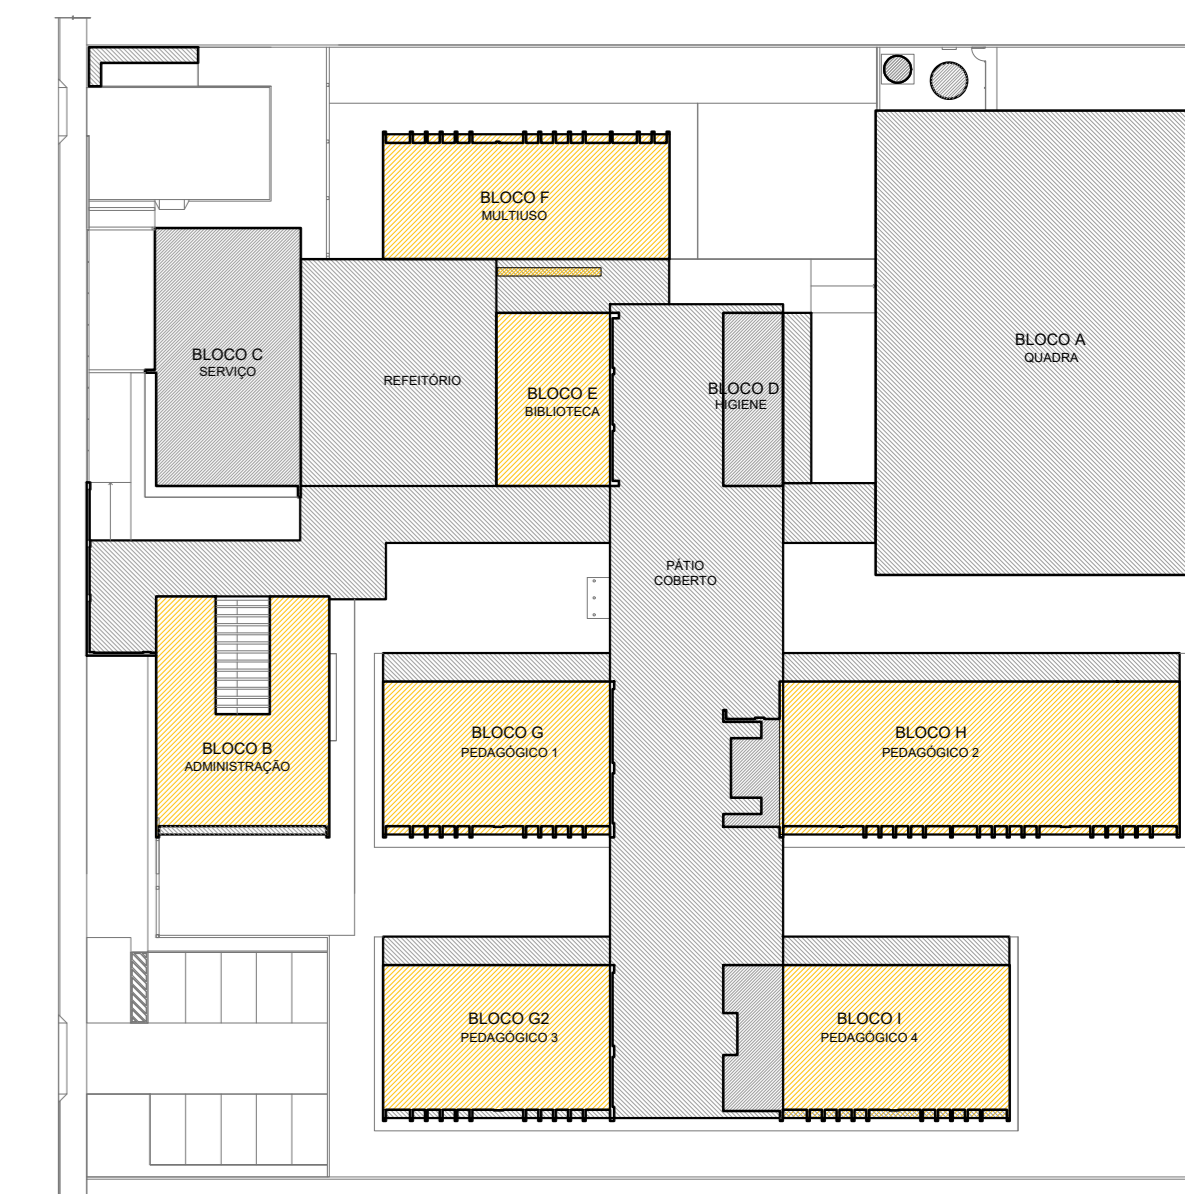 BLOCO F
MULTIUSO
BLOCO A
QUADRA
BLOCO C
SERVIÇO
REFEITÓRIO
BLOCO E
BIBLIOTECA
BLOCO D
HIGIENE
PÁTIO
COBERTO
BLOCO B
ADMINISTRAÇÃO
BLOCO G
PEDAGÓGICO 1
BLOCO H
PEDAGÓGICO 2
BLOCO G2
PEDAGÓGICO 3
BLOCO I
PEDAGÓGICO 4